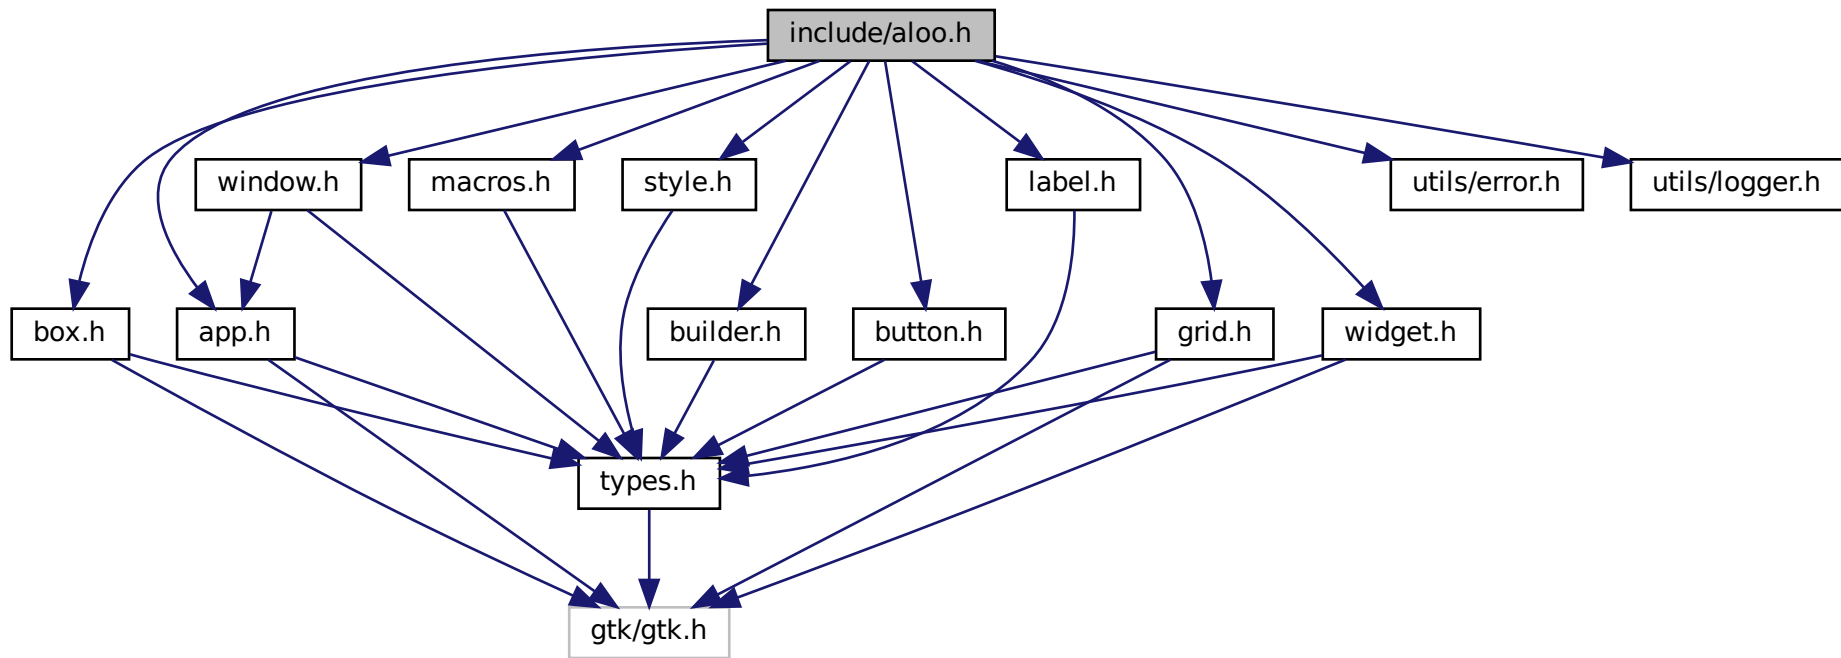 include/aloo.h
window.h
macros.h
style.h
label.h
utils/error.h
utils/logger.h
box.h
app.h
builder.h
button.h
grid.h
widget.h
types.h
gtk/gtk.h